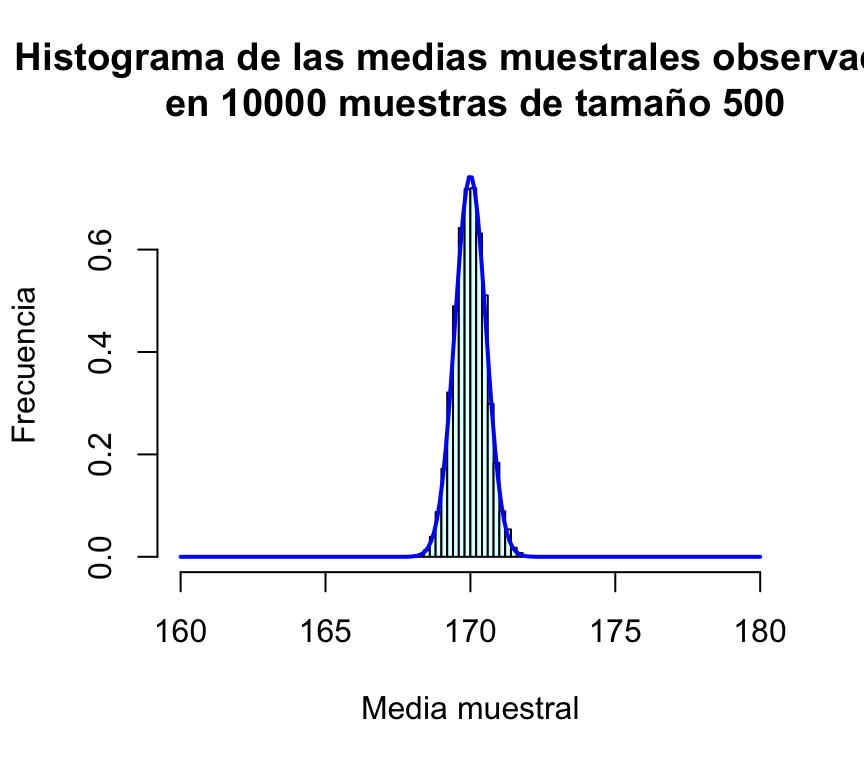 Histograma de las medias muestrales observa
en 10000 muestras de tamaño 500
Frecuencia
0.6
0.4
0.2
0.0
160 165 170 175 180
Media muestral